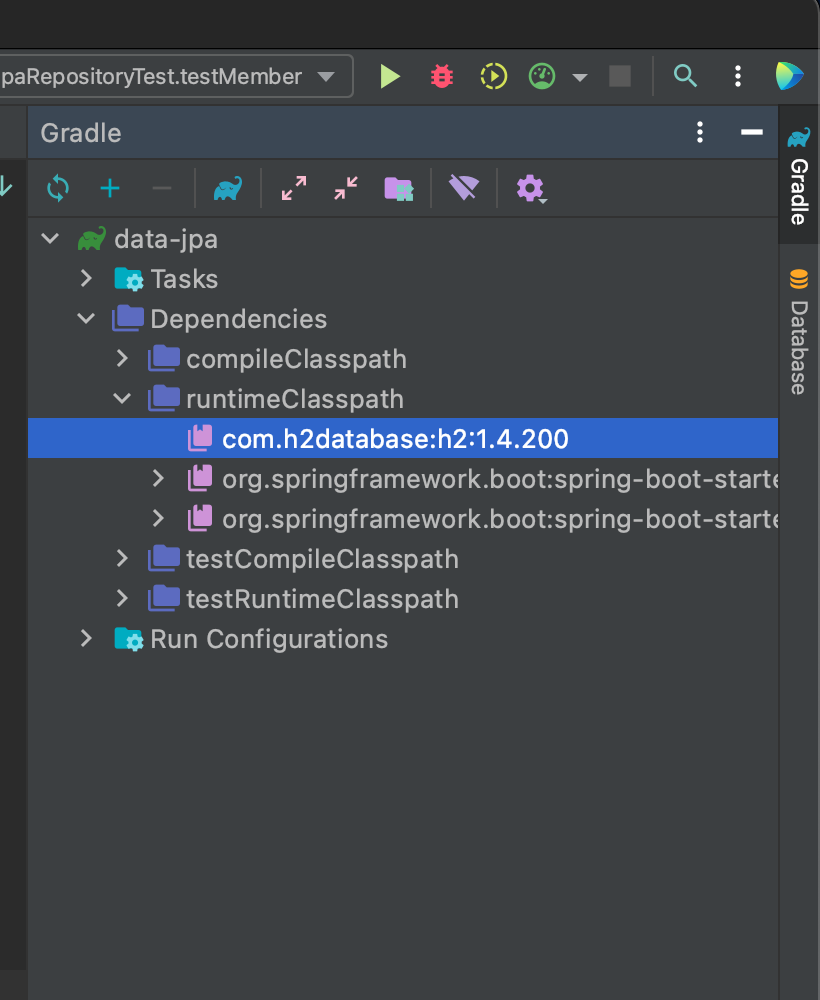 paRepositoryTest.testMember
Gradle
data-jpa
Tasks
Dependencies
compileClasspath
runtimeClasspath
com.h2database:h2:1.4.200
org.springframework.boot:spring-boot-starte
org.springframework.boot:spring-boot-starte
testCompileClasspath
testRuntimeClasspath
Run Configurations
Gradle
Database